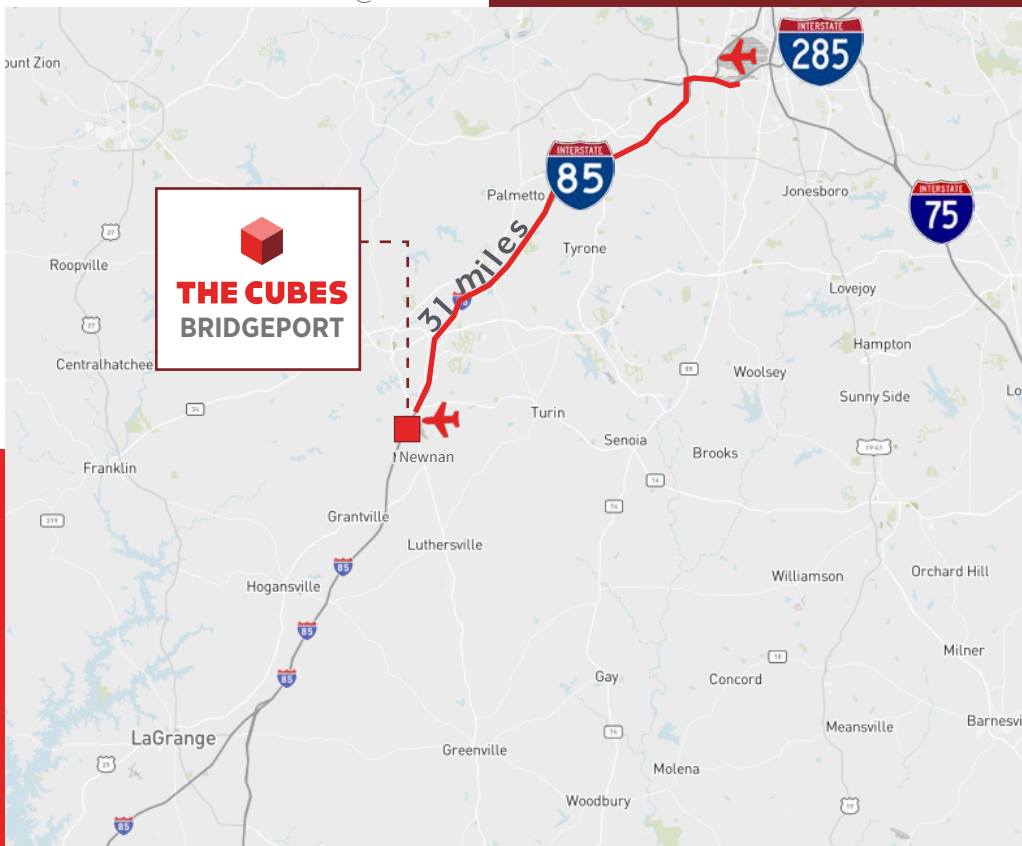 INTERSTATE
285
ount Zion
INTERSTATE
85
Palmetto
Jonesboro
INTERSTATE
75
27
Roopville
Tyrone
31 miles
THE CUBES
BRIDGEPORT
Lovejoy
27
Centralhatchee
Hampton
85
Woolsey
Sunny Side
Lo
34
Turin
Senoia
Brooks
19-41
Newnan
Franklin
16
74
219
Grantville
Luthersville
85
Hogansville
Williamson
Orchard Hill
85
18
Milner
85
Gay
Concord
LaGrange
74
Meansville
Barnesvi
Greenville
Molena
Woodbury
19
85